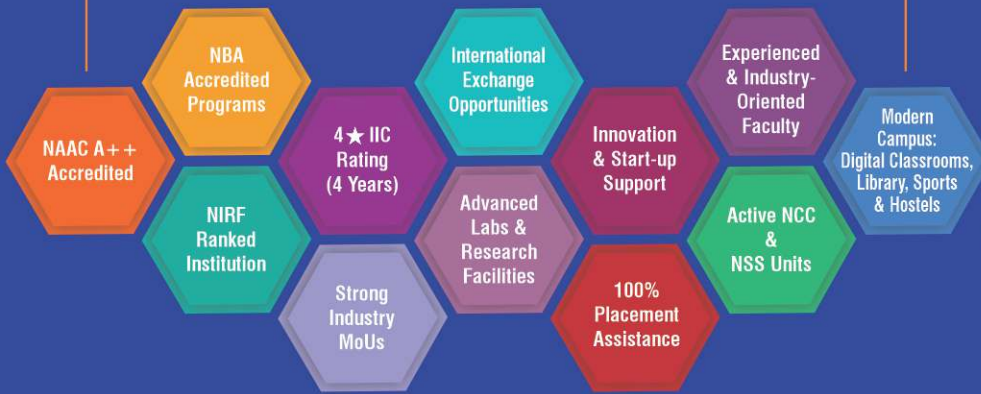 NAAC A++
Accredited
NBA
Accredited
Programs
NIRF
Ranked
Institution
4★ IIC
Rating
(4 Years)
Strong
Industry
MoUs
International
Exchange
Opportunities
Advanced
Labs &
Research
Facilities
Innovation
& Start-up
Support
100%
Placement
Assistance
Experienced
& Industry-
Oriented
Faculty
Active NCC
&
NSS Units
Modern
Campus:
Digital Classrooms,
Library, Sports
& Hostels